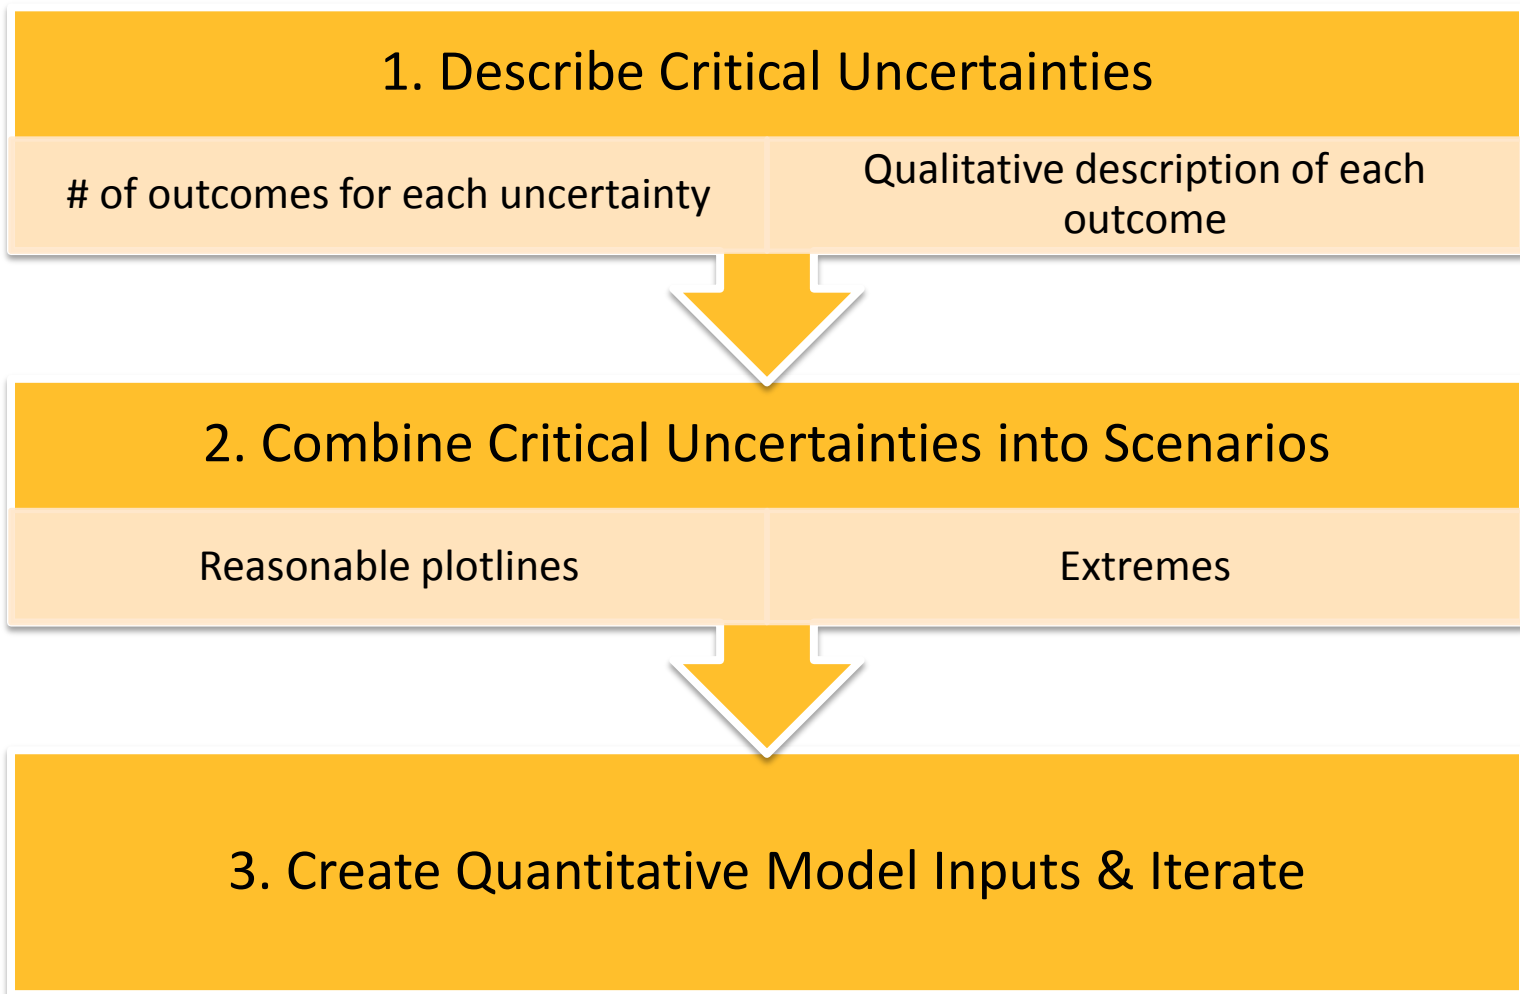 1. Describe Critical Uncertainties
# of outcomes for each uncertainty
Qualitative description of each
outcome
2. Combine Critical Uncertainties into Scenarios
Reasonable plotlines
Extremes
3. Create Quantitative Model Inputs & Iterate